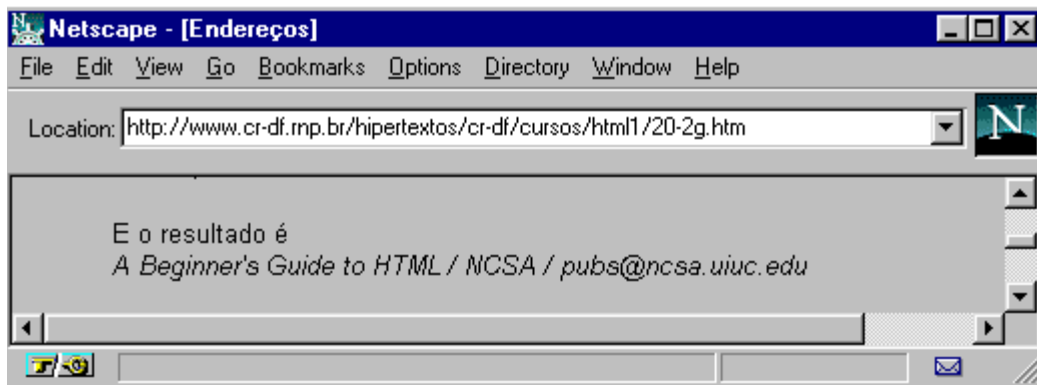 Netscape - [Endereços]
File Edit View Go Bookmarks Options Directory Window Help
Location: http://www.cr-df.rnp.br/hipertextos/cr-df/cursos/html1/20-2g.htm
N
E o resultado é
A Beginner's Guide to HTML / NCSA / pubs@ncsa.uiuc.edu